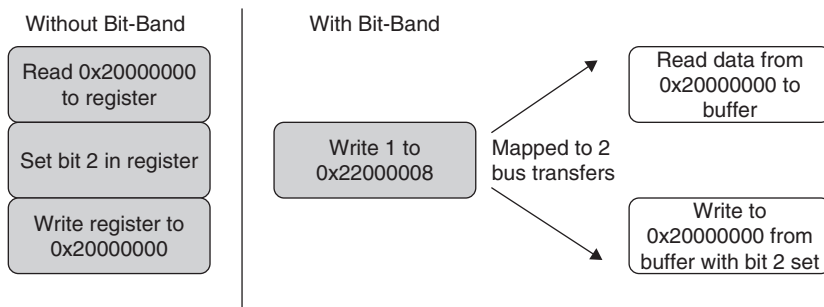 Without Bit-Band
Read 0x20000000
to register
Set bit 2 in register
Write register to
0x20000000
With Bit-Band
Write 1 to
0x22000008
Mapped to 2
bus transfers
Read data from
0x20000000 to
buffer
Write to
0x20000000 from
buffer with bit 2 set